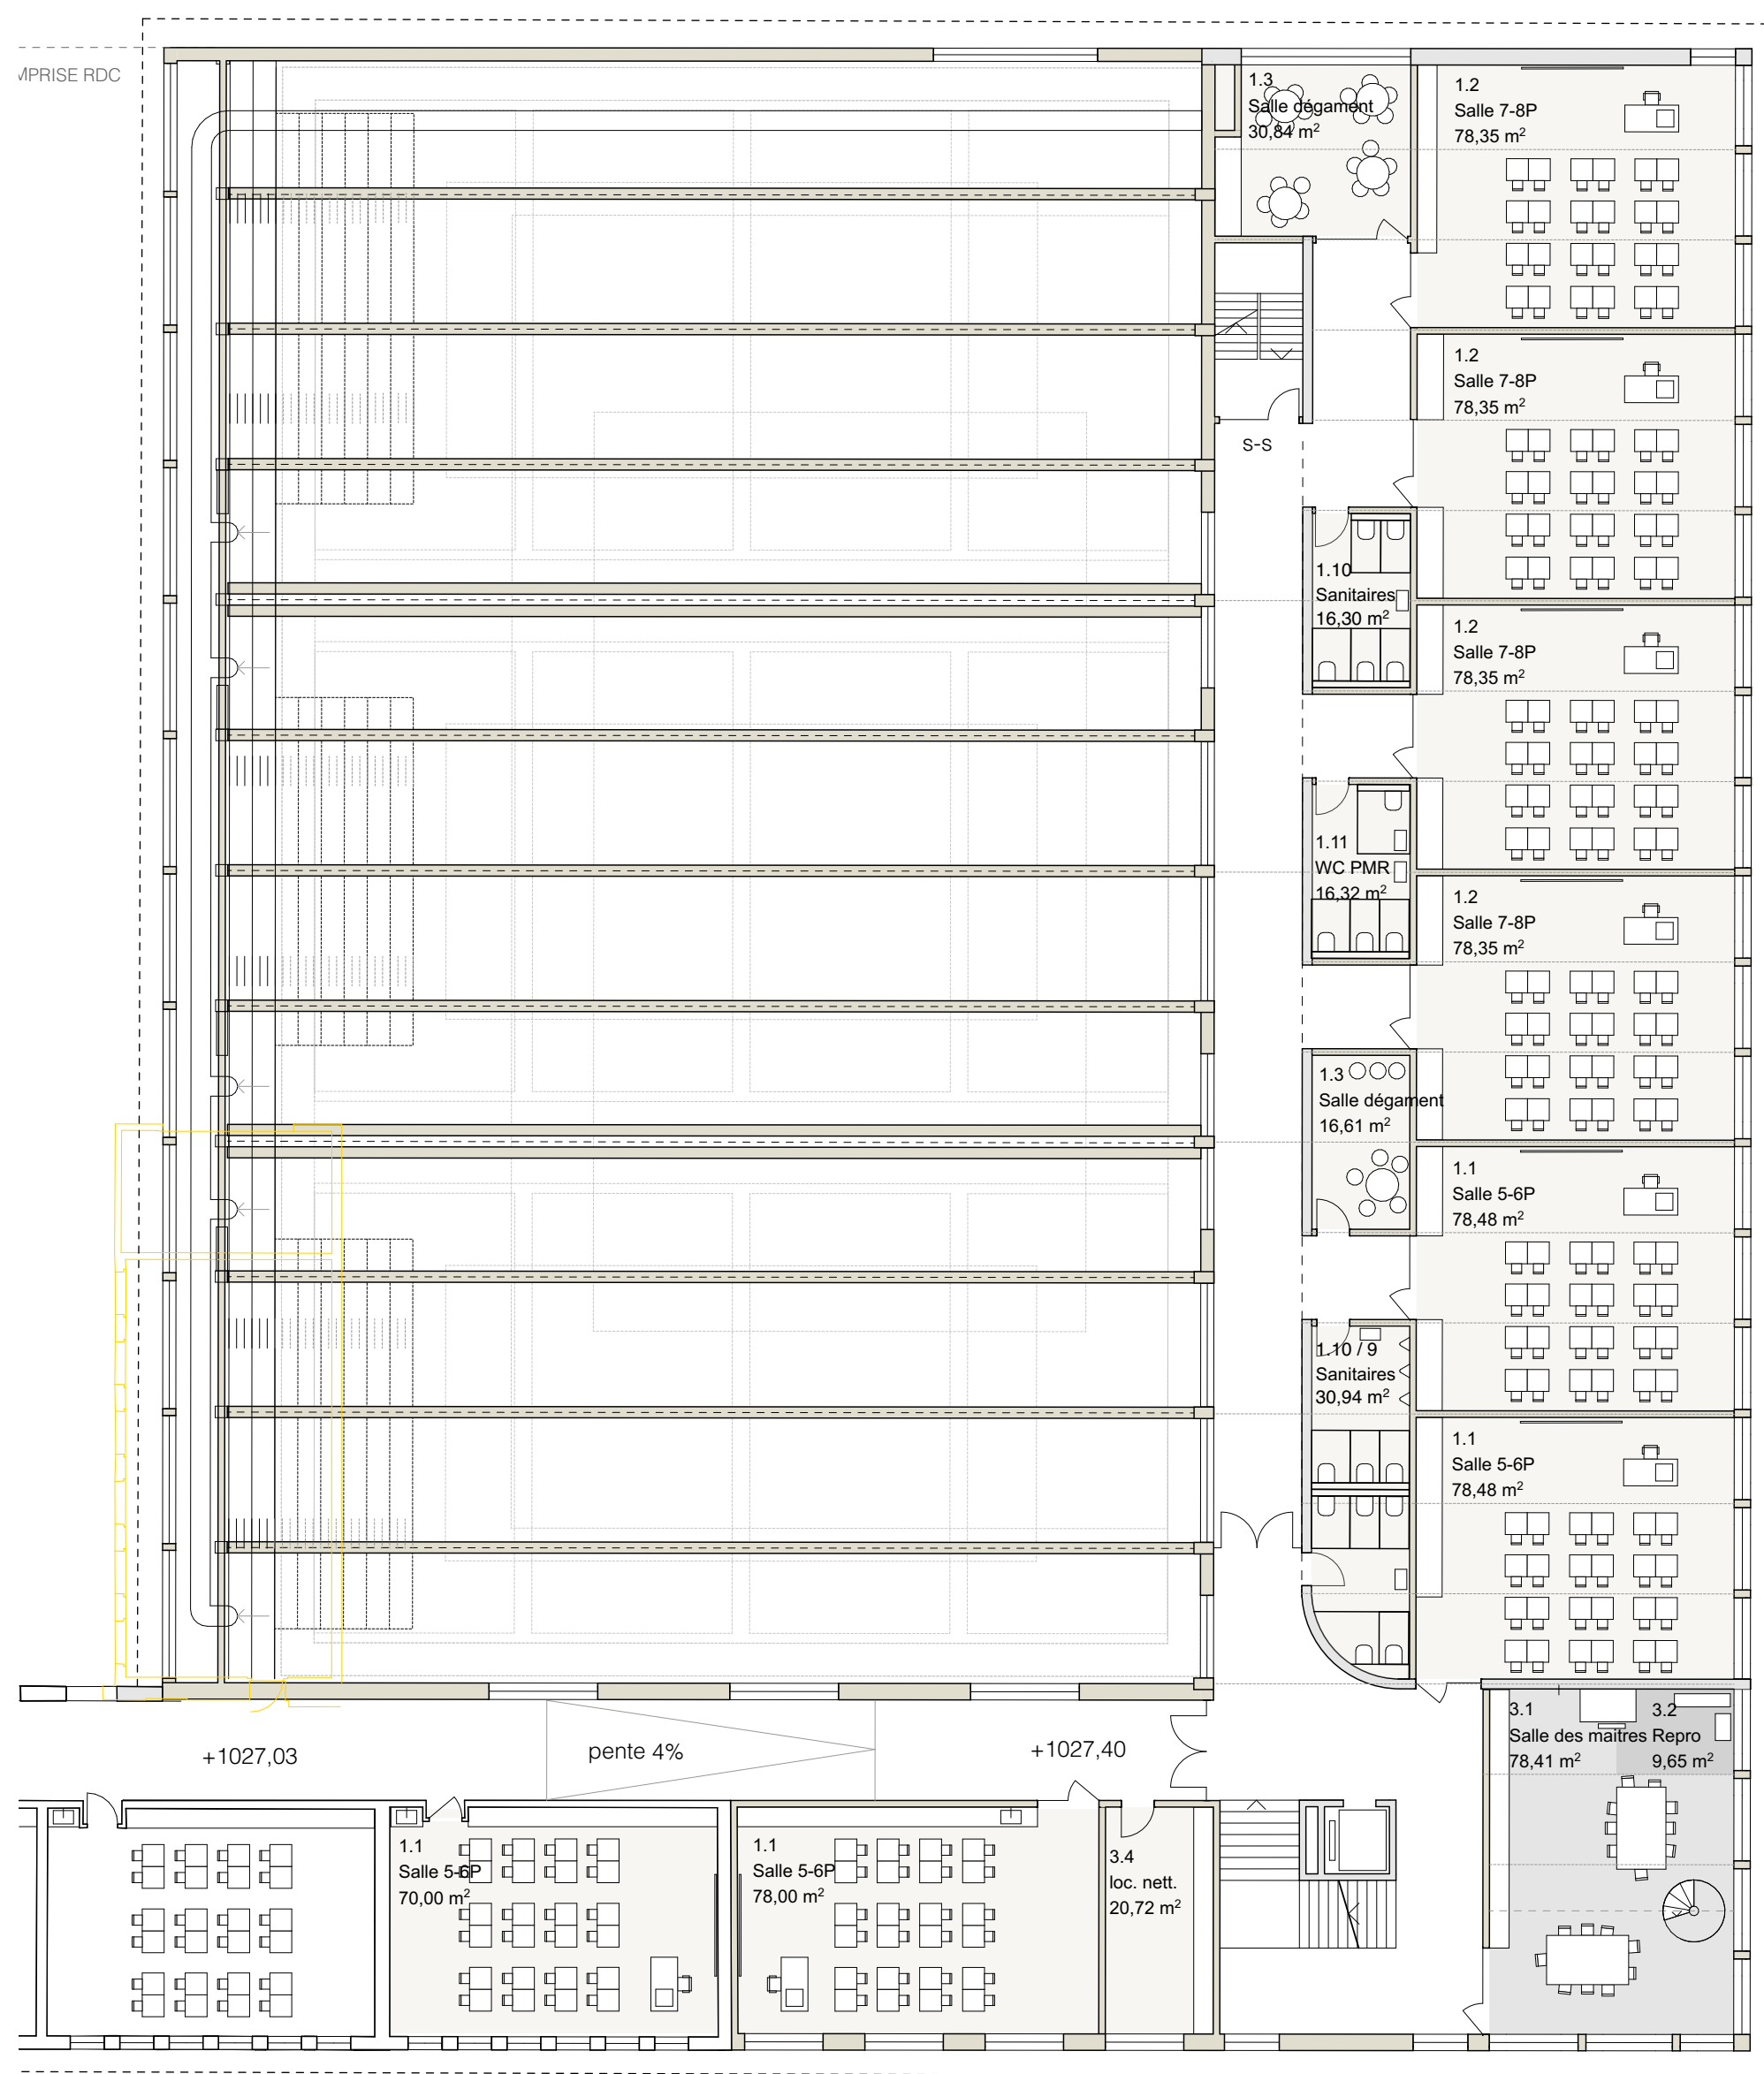 MPRISE RDC
1.3
Salle dégament
30,84 m²
1.2
Salle 7-8P
78,35 m²
1.2
Salle 7-8P
78,35 m²
S-S
1.10
Sanitaires
16,30 m²
1.2
Salle 7-8P
78,35 m²
1.11
WC PMR
16,32 m²
1.2
Salle 7-8P
78,35 m²
1.3
Salle dégament
16,61 m²
1.1
Salle 5-6P
78,48 m²
1.10 / 9
Sanitaires
30,94 m²
1.1
Salle 5-6P
78,48 m²
3.1
Salle des maitres
78,41 m²
3.2
Repro
9,65 m²
+1027,03
pente 4%
+1027,40
1.1
Salle 5-6P
70,00 m²
1.1
Salle 5-6P
78,00 m²
3.4
loc. nett.
20,72 m²